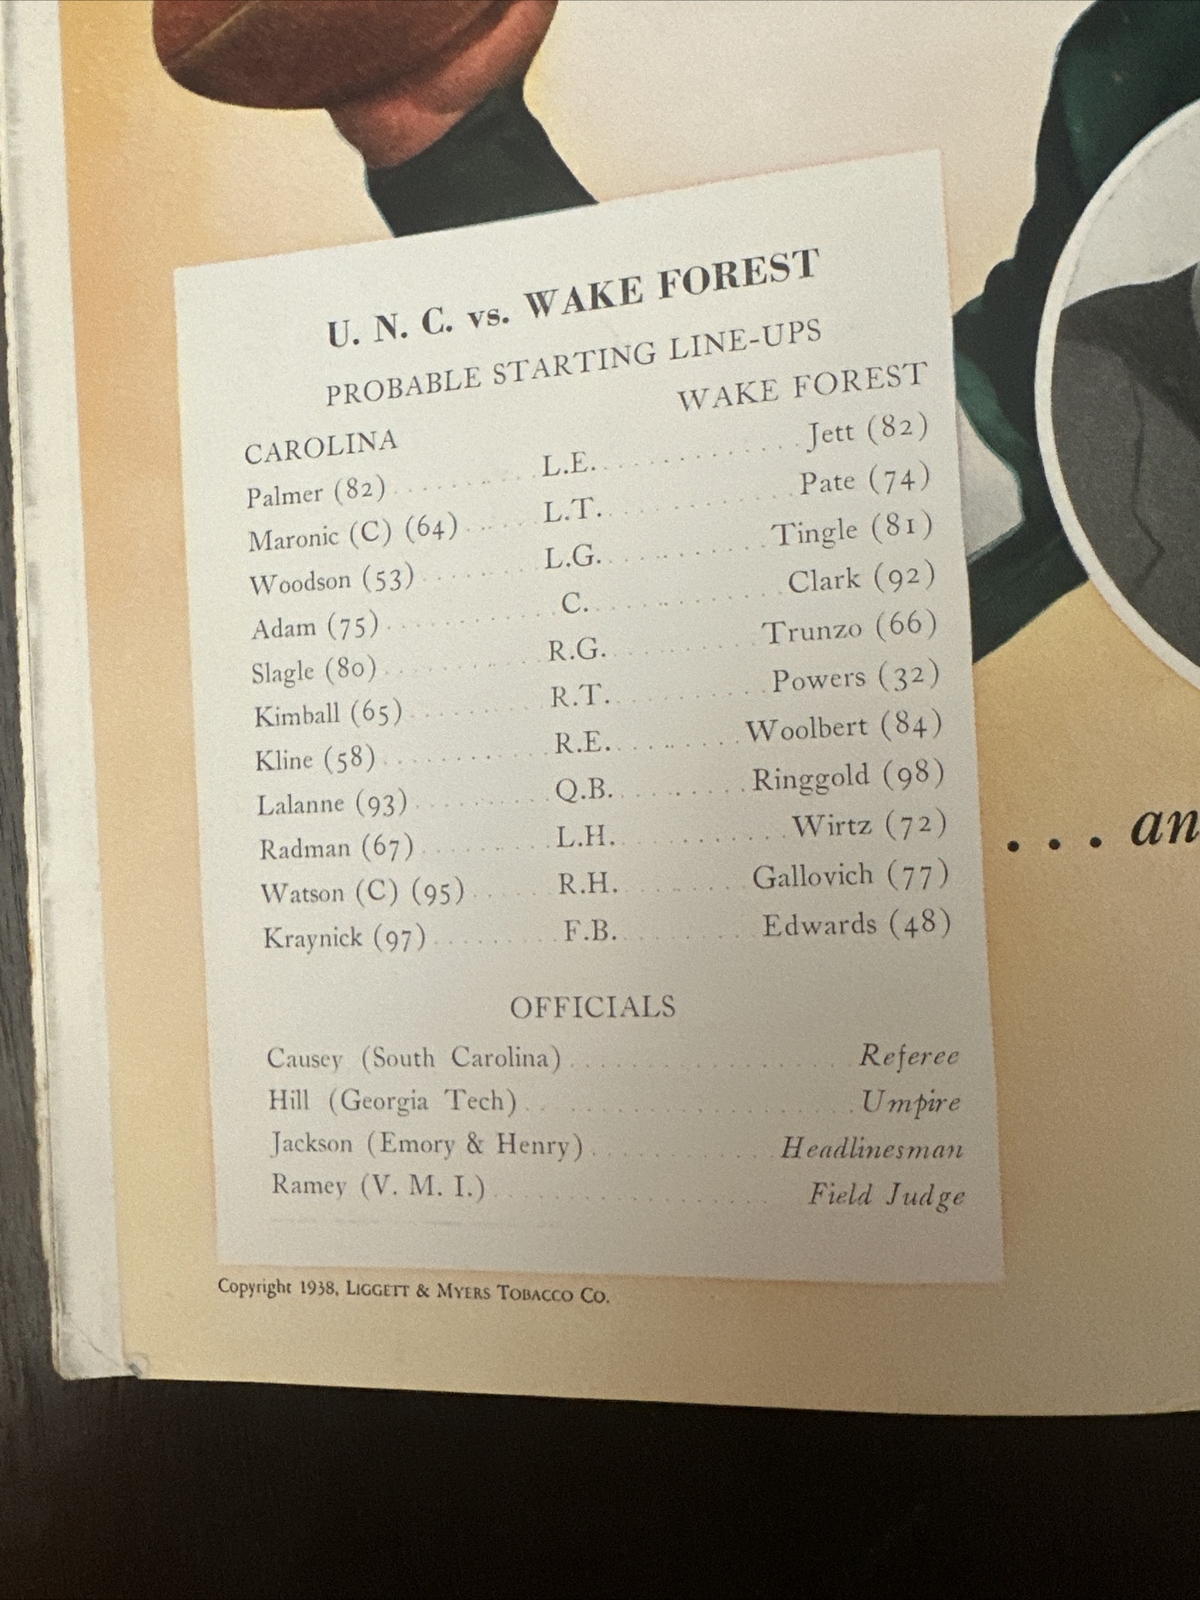 U. N. C. vs. WAKE FOREST
PROBABLE STARTING LINE-UPS
CAROLINA WAKE FOREST
Palmer (82) L.E. Jett (82)
Maronic (C) (64) L.T. Pate (74)
Woodson (53) L.G. Tingle (81)
Adam (75) C. Clark (92)
Slagle (80) R.G. Trunzo (66)
Kimball (65) R.T. Powers (32)
Kline (58) R.E. Woolbert (84)
Lalanne (93) Q.B. Ringgold (98)
Radman (67) L.H. Wirtz (72)
Watson (C) (95) R.H. Gallovich (77)
Kraynick (97) F.B. Edwards (48)
OFFICIALS
Causey (South Carolina) Referee
Hill (Georgia Tech) Umpire
Jackson (Emory & Henry) Headlinesman
Ramey (V. M. I.) Field Judge
Copyright 1938, LIGGETT & MYERS TOBACCO CO.
. . . an